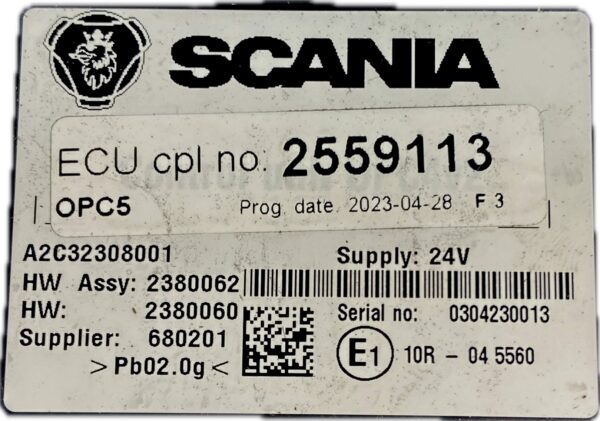 SCANIA
ECU cpl no. 2559113
OPC5 Prog. date. 2023-04-28 F 3
A2C32308001 Supply: 24V
HW Assy: 2380062
HW: 2380060 Serial no: 0304230013
Supplier: 680201 E1 10R - 04 5560
>Pb02.0g<